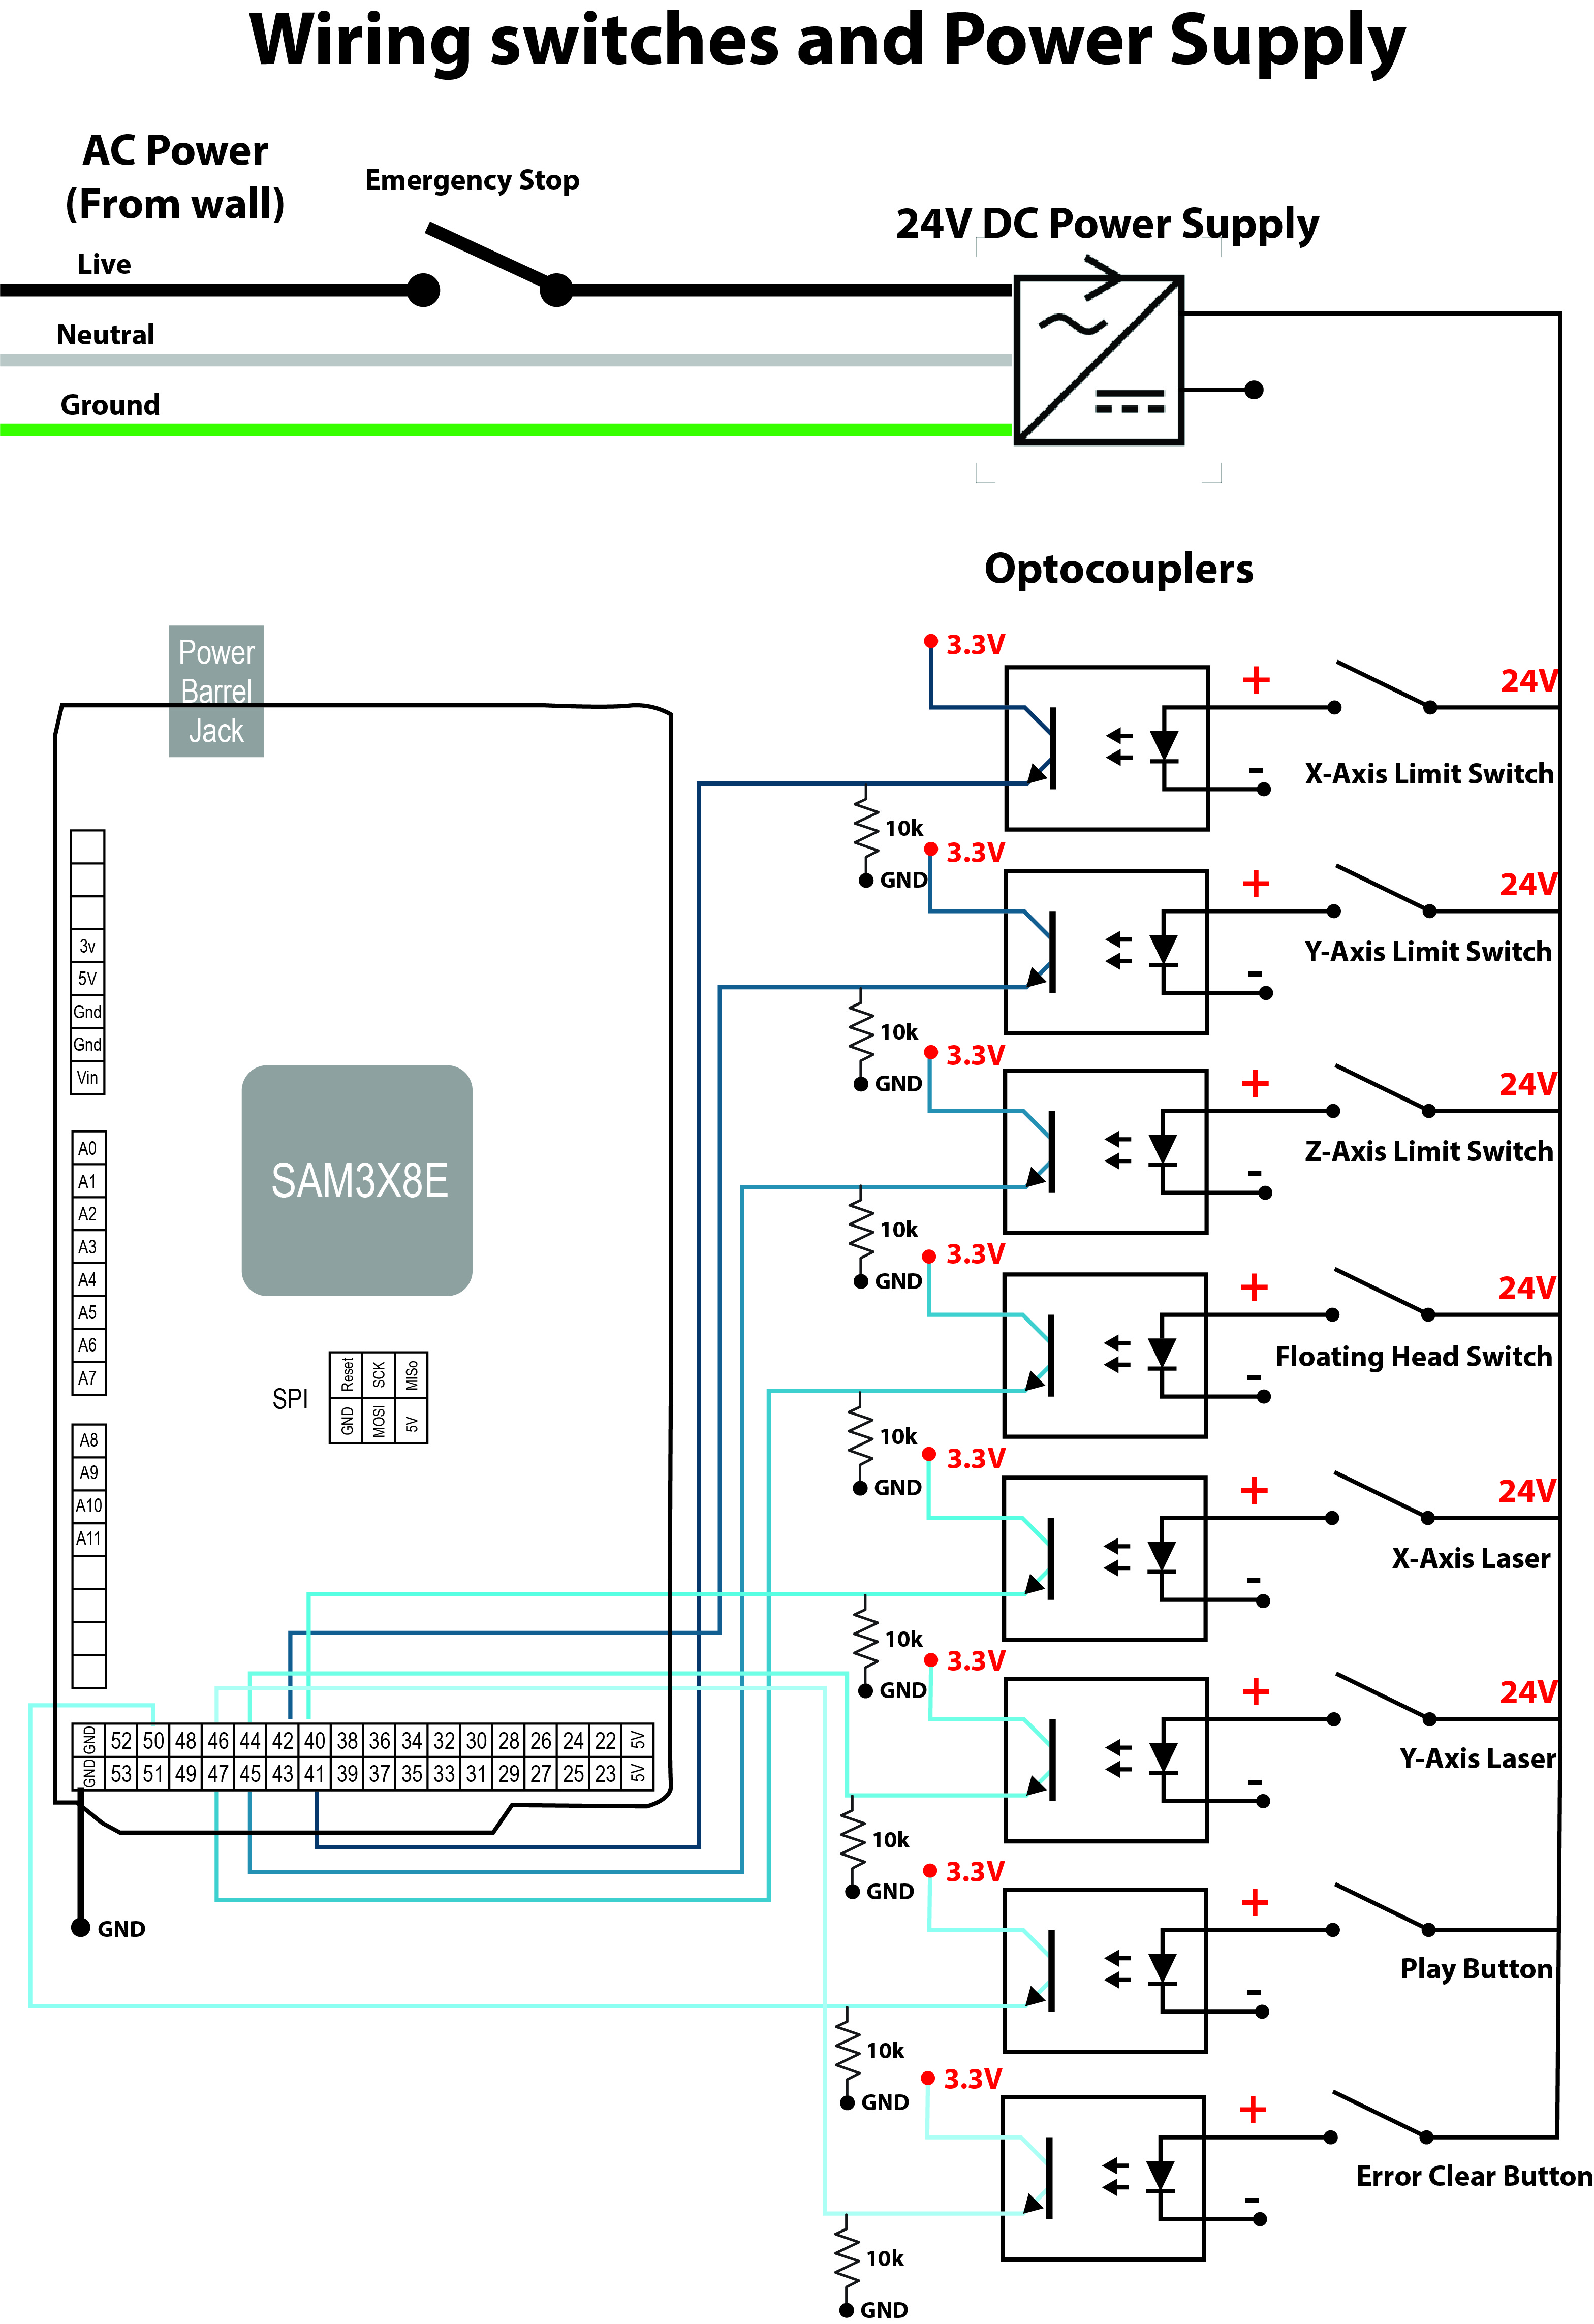 Wiring switches and Power Supply
AC Power
(From wall)
Emergency Stop
24V DC Power Supply
Live
Neutral
Ground
Optocouplers
Power
Barrel
Jack
3.3V
+
24V
-
X-Axis Limit Switch
10k
GND
3.3V
+
24V
-
Y-Axis Limit Switch
10k
GND
3.3V
+
24V
-
Z-Axis Limit Switch
10k
GND
3.3V
+
24V
-
Floating Head Switch
10k
GND
3.3V
+
24V
-
X-Axis Laser
10k
GND
3.3V
+
24V
-
Y-Axis Laser
10k
GND
3.3V
+
-
Play Button
10k
GND
3.3V
+
-
Error Clear Button
10k
GND
3v
5V
Gnd
Gnd
Vin
A0
A1
A2
A3
A4
A5
A6
A7
A8
A9
A10
A11
SAM3X8E
SPI
Reset SCK MISo
GND MOSI 5V
GND 52 50 48 46 44 42 40 38 36 34 32 30 28 26 24 22 5V
GND 53 51 49 47 45 43 41 39 37 35 33 31 29 27 25 23 5V
GND